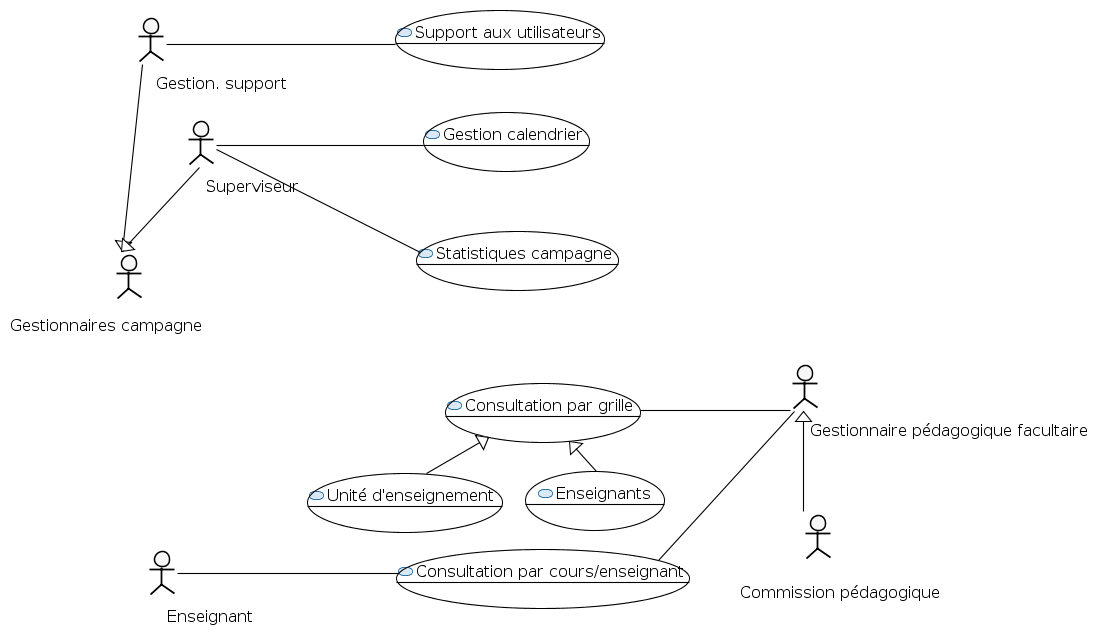 Support aux utilisateurs
Gestion. support
Gestion calendrier
Superviseur
Statistiques campagne
Gestionnaires campagne
Consultation par grille
Gestionnaire pédagogique facultaire
Unité d'enseignement
Enseignants
Consultation par cours/enseignant
Commission pédagogique
Enseignant